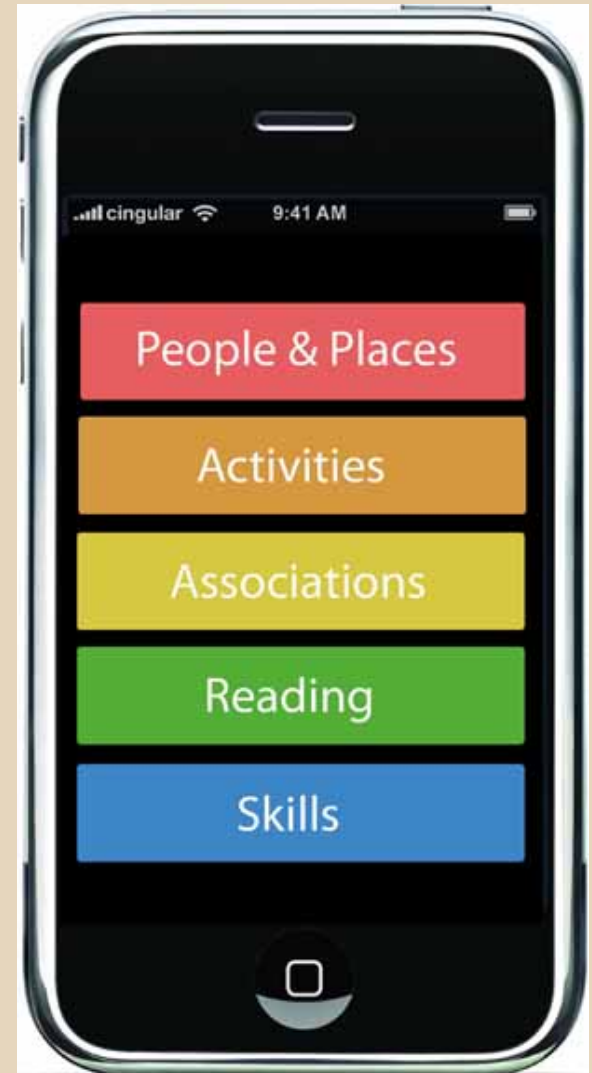 cingular 9:41 AM
People & Places
Activities
Associations
Reading
Skills